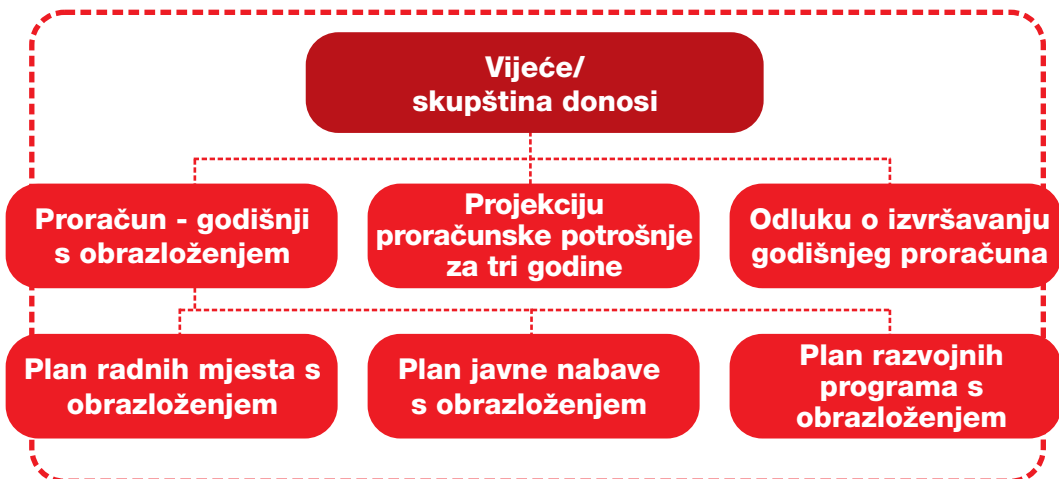 Vijeće/
skupština donosi
Proračun - godišnji
s obrazloženjem
Projekciju
proračunske potrošnje
za tri godine
Odluku o izvršavanju
godišnjeg proračuna
Plan radnih mjesta s
obrazloženjem
Plan javne nabave
s obrazloženjem
Plan razvojnih
programa s
obrazloženjem